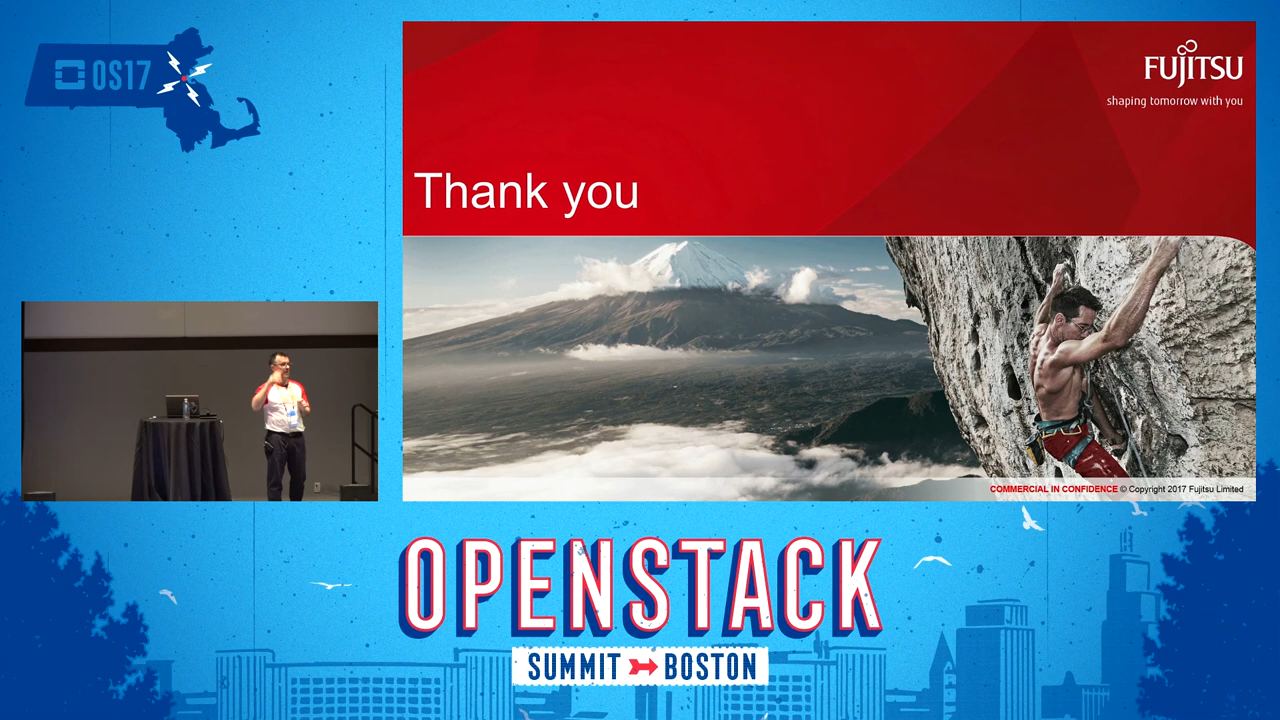 OS17
FUJITSU
shaping tomorrow with you
Thank you
COMMERCIAL IN CONFIDENCE © Copyright 2017 Fujitsu Limited
OPENSTACK
SUMMIT BOSTON